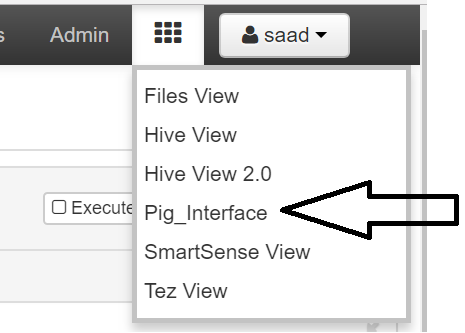 s Admin saad
Files View
Hive View
Hive View 2.0
Execute
Pig_Interface
SmartSense View
Tez View